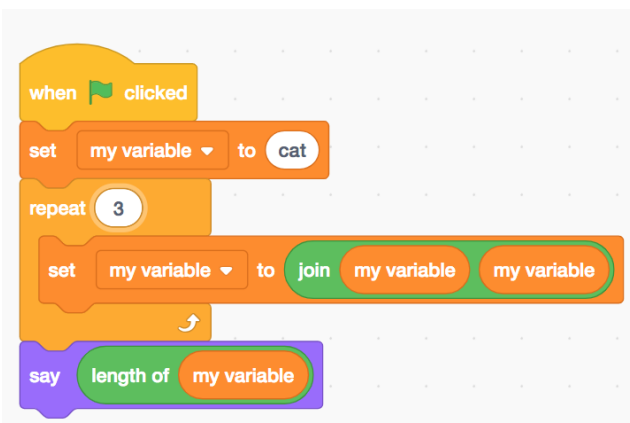 when clicked
set my variable to cat
repeat 3
set my variable to join my variable my variable
say length of my variable